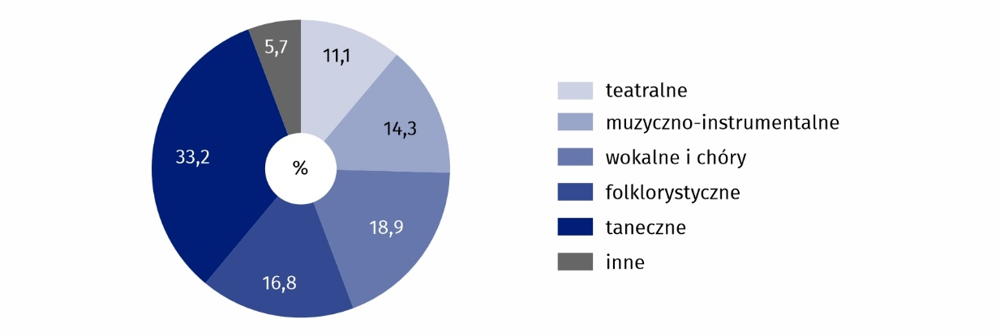 5,7
11,1
14,3
33,2
%
18,9
16,8
teatralne
muzyczno-instrumentalne
wokalne i chóry
folklorystyczne
taneczne
inne